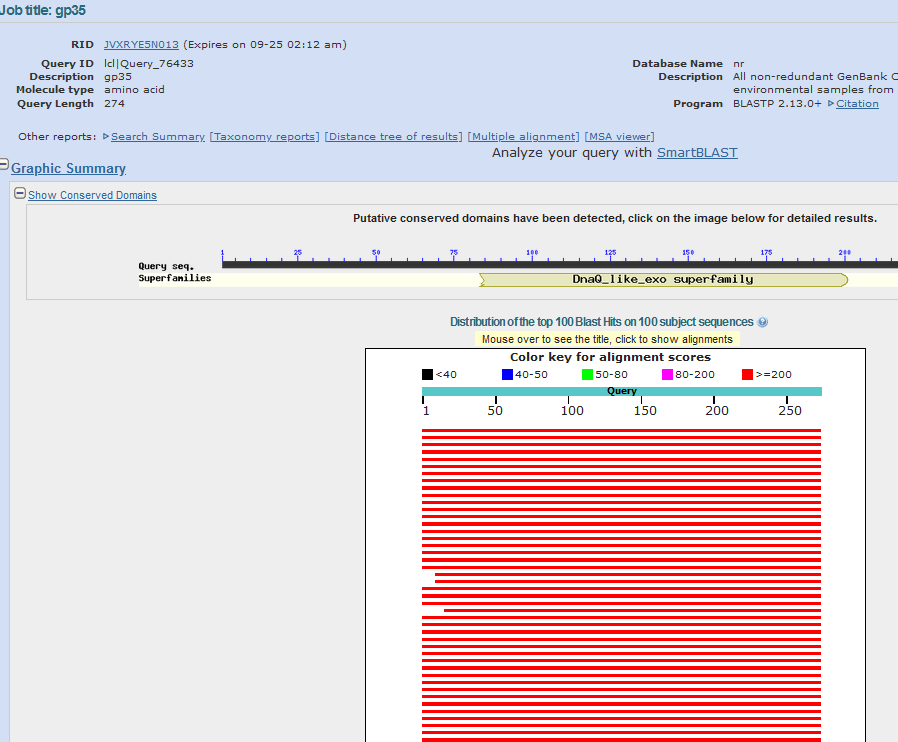 Job title: gp35
RID JVXRYE5N013 (Expires on 09-25 02:12 am)
Query ID lcl|Query_76433
Description gp35
Molecule type amino acid
Query Length 274
Database Name nr
Description All non-redundant GenBank C
environmental samples from
Program BLASTP 2.13.0+ Citation
Other reports: Search Summary [Taxonomy reports] [Distance tree of results] [Multiple alignment] [MSA viewer]
Analyze your query with SmartBLAST
Graphic Summary
Show Conserved Domains
Putative conserved domains have been detected, click on the image below for detailed results.
1 25 50 75 100 125 150 175 200
Query seq.
Superfamilies DnaQ_like_exo superfamily
Distribution of the top 100 Blast Hits on 100 subject sequences ?
Mouse over to see the title, click to show alignments
Color key for alignment scores
<40 40-50 50-80 80-200 >=200
Query
1 50 100 150 200 250